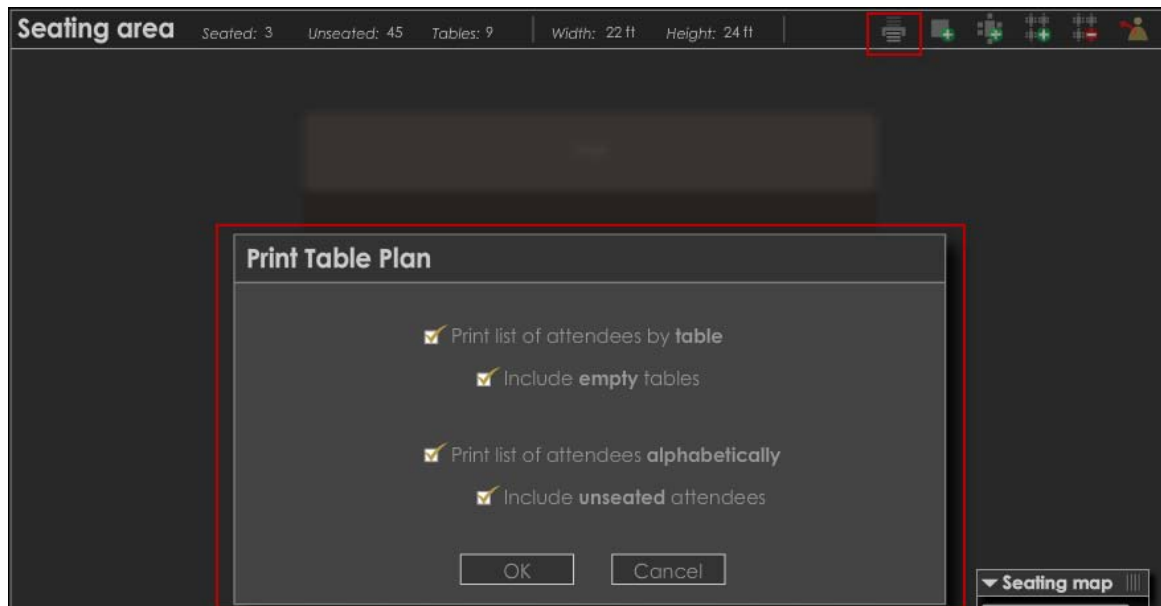 Seating area Seated: 3 Unseated: 45 Tables: 9 Width: 22 ft Height: 24 ft
Print Table Plan
Print list of attendees by table
Include empty tables
Print list of attendees alphabetically
Include unseated attendees
OK Cancel
Seating map